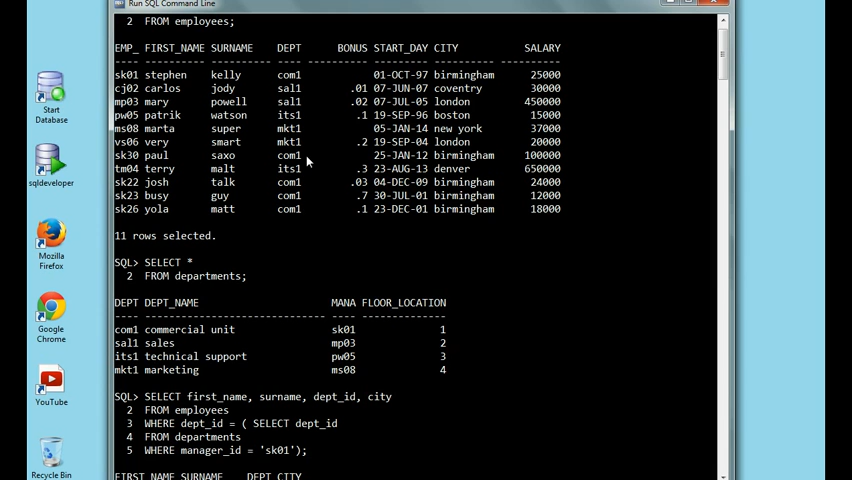 Run SQL Command Line
2 FROM employees;
EMP_ FIRST_NAME SURNAME DEPT BONUS START_DAY CITY SALARY
---- ---------- ---------- ---- ---------- --------- ---------- ----------
sk01 stephen kelly com1 01-OCT-97 birmingham 25000
cj02 carlos jody sal1 .01 07-JUN-07 coventry 30000
mp03 mary powell sal1 .02 07-JUL-05 london 450000
pw05 patrik watson its1 .1 19-SEP-96 boston 15000
ms08 marta super mkt1 05-JAN-14 new york 37000
vs06 very smart mkt1 .2 19-SEP-04 london 20000
sk30 paul saxo com1 25-JAN-12 birmingham 100000
tm04 terry malt its1 .3 23-AUG-13 denver 650000
sk22 josh talk com1 .03 04-DEC-09 birmingham 24000
sk23 busy guy com1 .7 30-JUL-01 birmingham 12000
sk26 yola matt com1 .1 23-DEC-01 birmingham 18000
11 rows selected.
SQL> SELECT *
2 FROM departments;
DEPT DEPT_NAME MANA FLOOR_LOCATION
---- ------------------------------ ---- --------------
com1 commercial unit sk01 1
sal1 sales mp03 2
its1 technical support pw05 3
mkt1 marketing ms08 4
SQL> SELECT first_name, surname, dept_id, city
2 FROM employees
3 WHERE dept_id = ( SELECT dept_id
4 FROM departments
5 WHERE manager_id = 'sk01');
FIRST_NAME SURNAME DEPT CITY
Start
Database
sqldeveloper
Mozilla
Firefox
Google
Chrome
YouTube
Recycle Bin